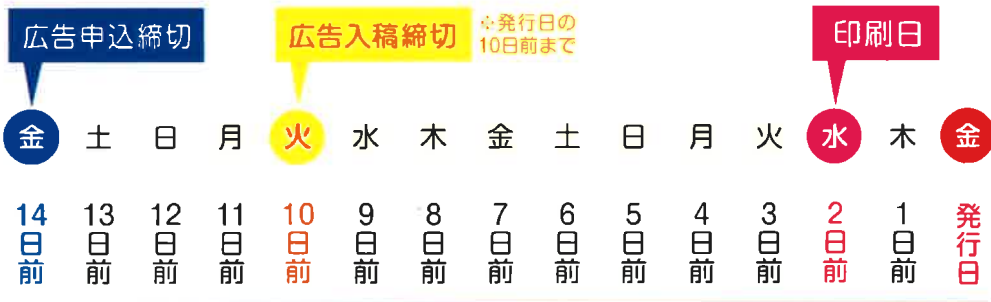 広告申込締切
広告入稿締切
※発行日の
10日前まで
印刷日
金 土 日 月 火 水 木 金 土 日 月 火 水 木 金
14日前 13日前 12日前 11日前 10日前 9日前 8日前 7日前 6日前 5日前 4日前 3日前 2日前 1日前 発行日